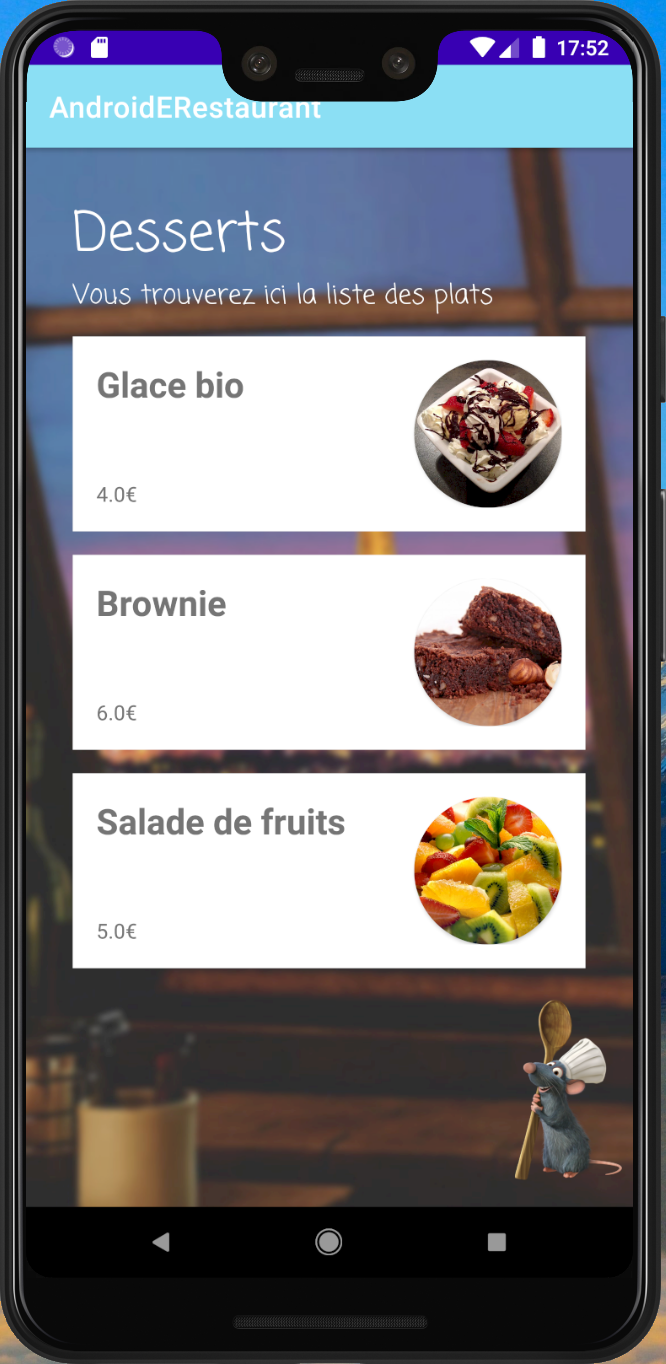 17:52
AndroidERestaurant
Desserts
Vous trouverez ici la liste des plats
Glace bio
4.0€
Brownie
6.0€
Salade de fruits
5.0€